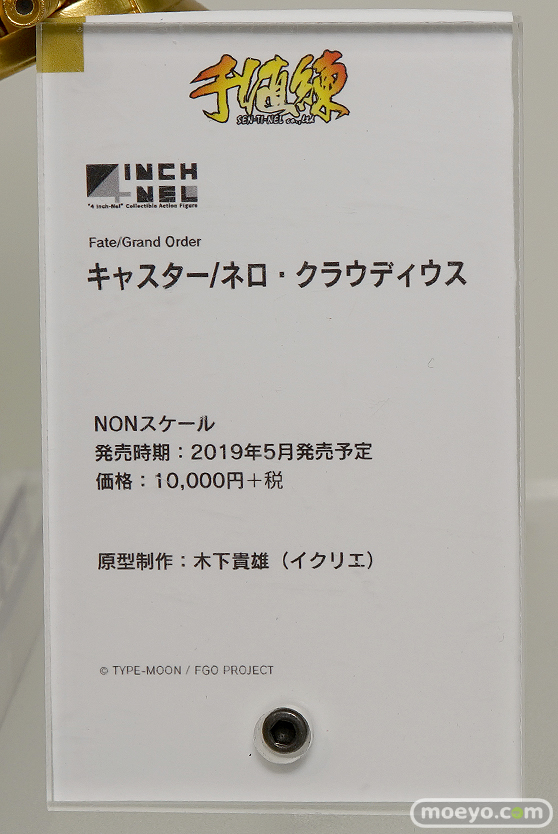 千値練
SEN-TI-NEL co.,Ltd
4 INCH
NEL
"4 Inch-Nel" Collectible Action Figure
Fate/Grand Order
キャスター/ネロ・クラウディウス
NONスケール
発売時期：2019年5月発売予定
価格：10,000円＋税
原型制作：木下貴雄（イクリエ）
© TYPE-MOON / FGO PROJECT
moeyo.com